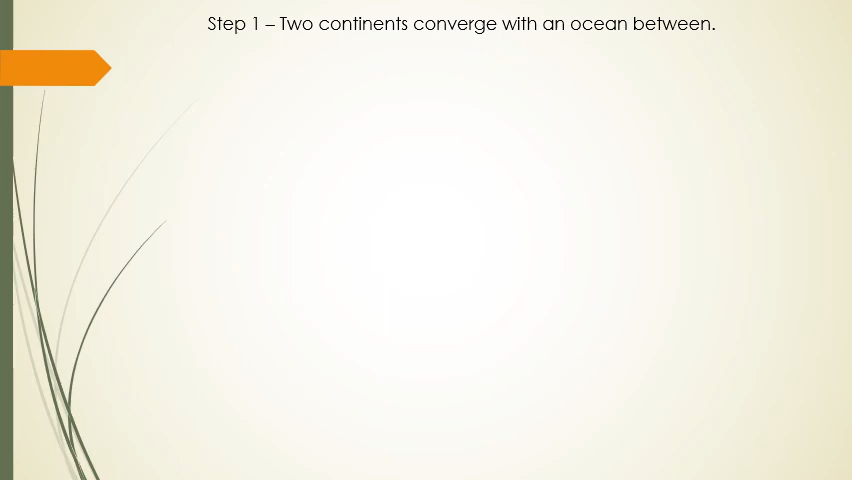 Step 1 – Two continents converge with an ocean between.